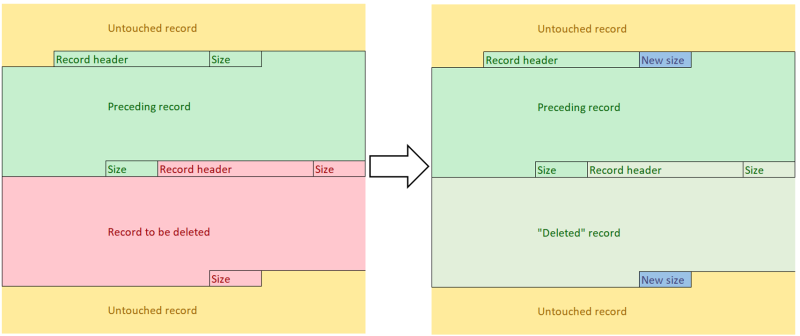 Untouched record
Record header
Size
Preceding record
Size
Record header
Size
Record to be deleted
Size
Untouched record
Untouched record
Record header
New size
Preceding record
Size
Record header
Size
"Deleted" record
New size
Untouched record